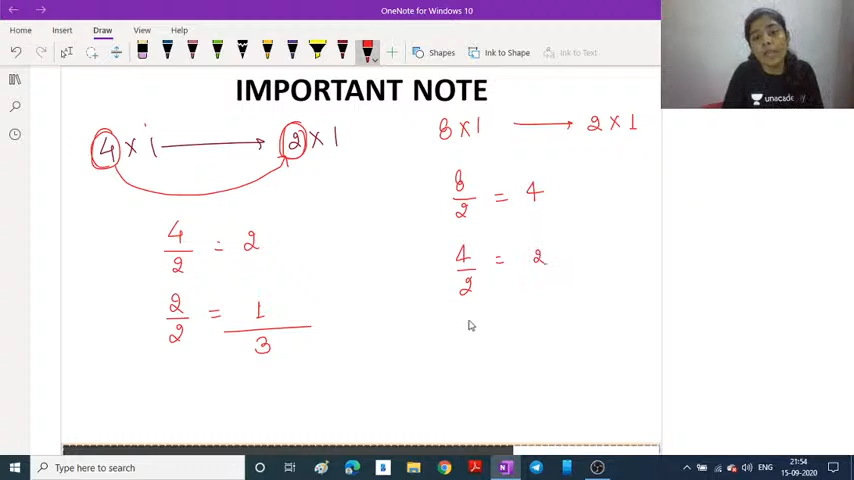 OneNote for Windows 10
Home Insert Draw View Help
Shapes Ink to Shape Ink to Text
unacademy
IMPORTANT NOTE
4 × 1 → 2 × 1
8 × 1 → 2 × 1
8/2 = 4
4/2 = 2
4/2 = 2
2/2 = 1
3
Type here to search
ENG
21:54
15-09-2020